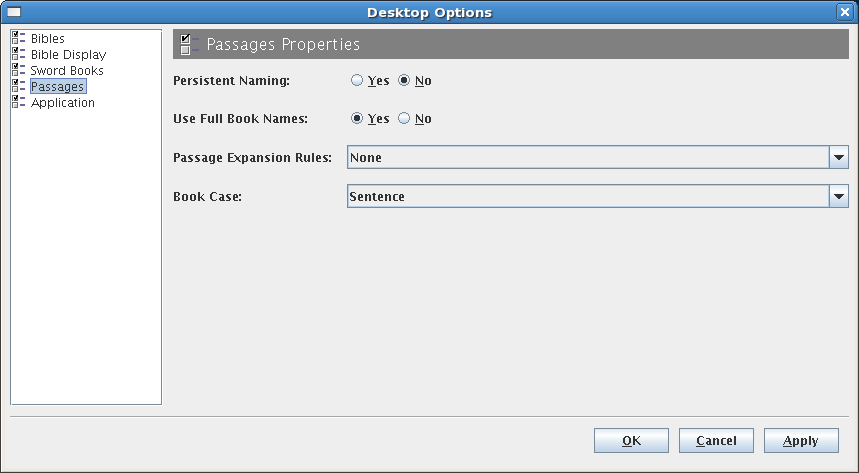 Desktop Options
Bibles
Bible Display
Sword Books
Passages
Application
Passages Properties
Persistent Naming: Yes No
Use Full Book Names: Yes No
Passage Expansion Rules: None
Book Case: Sentence
OK Cancel Apply